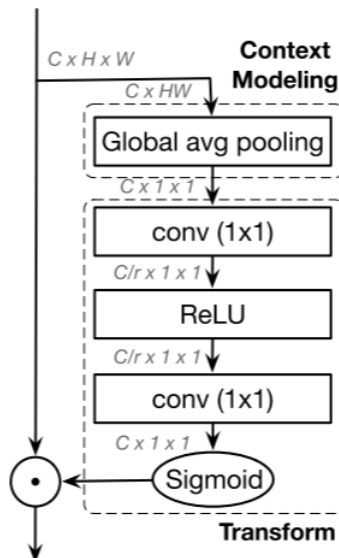 C x H x W
Context
Modeling
C x HW
Global avg pooling
C x 1 x 1
conv (1x1)
C/r x 1 x 1
ReLU
C/r x 1 x 1
conv (1x1)
C x 1 x 1
Sigmoid
Transform